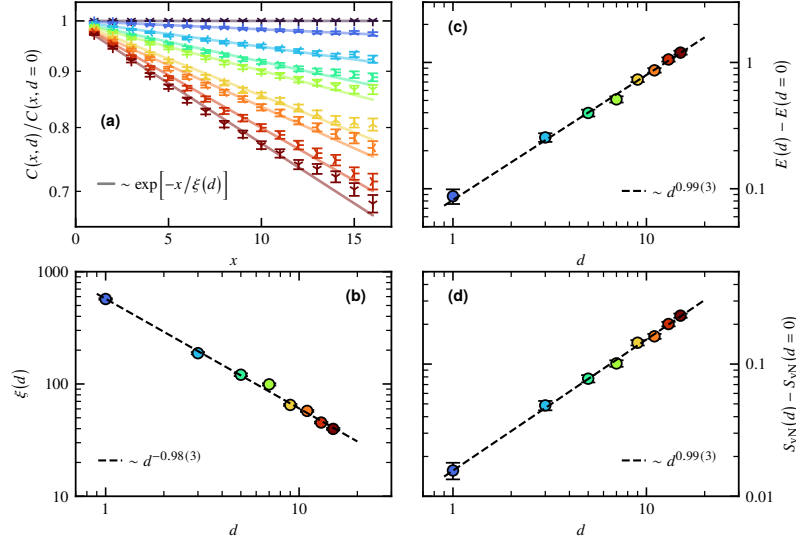 C(x, d)/C(x, d = 0)
1
0.9
0.8
0.7
(a)
∼ exp[−x/ξ(d)]
0 5 10 15
x
(c)
1
0.1
E(d) − E(d = 0)
∼ d^0.99(3)
1 10
d
1000
100
10
ξ(d)
(b)
∼ d^−0.98(3)
1 10
d
(d)
0.1
0.01
S_vN(d) − S_vN(d = 0)
∼ d^0.99(3)
1 10
d